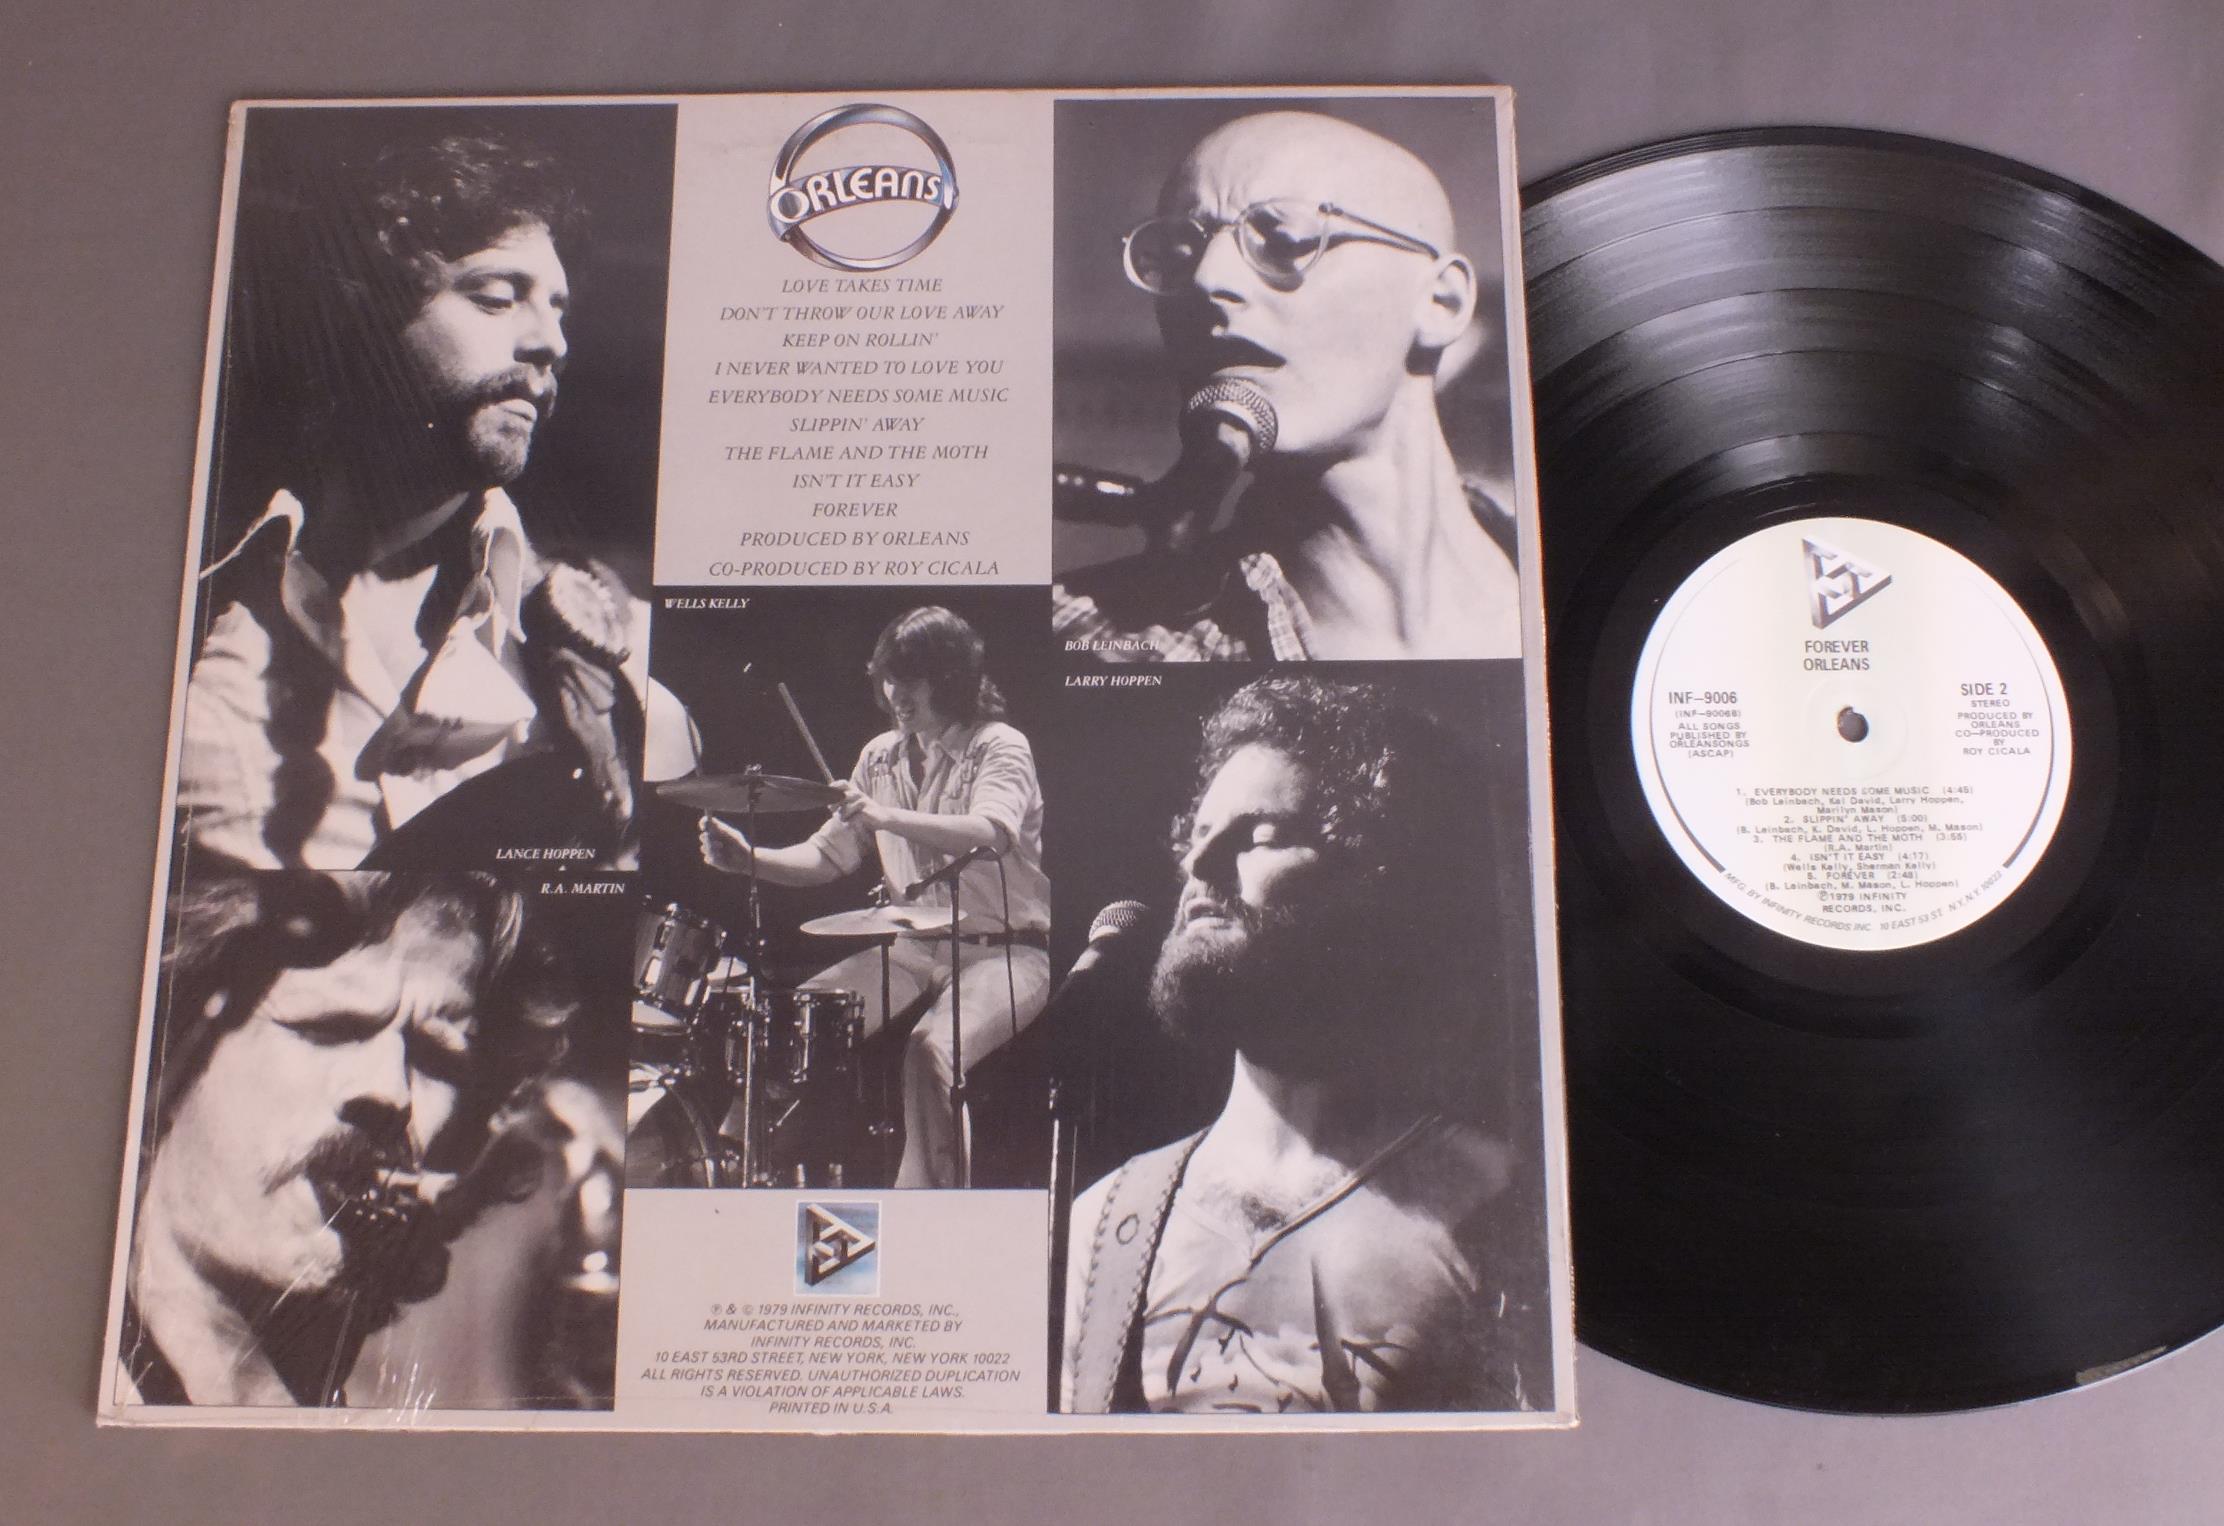 ORLEANS
LOVE TAKES TIME
DON'T THROW OUR LOVE AWAY
KEEP ON ROLLIN'
I NEVER WANTED TO LOVE YOU
EVERYBODY NEEDS SOME MUSIC
SLIPPIN' AWAY
THE FLAME AND THE MOTH
ISN'T IT EASY
FOREVER
PRODUCED BY ORLEANS
CO-PRODUCED BY ROY CICALA
WELLS KELLY
BOB LEINBACH
LARRY HOPPEN
LANCE HOPPEN
R.A. MARTIN
℗ & © 1979 INFINITY RECORDS, INC.,
MANUFACTURED AND MARKETED BY
INFINITY RECORDS, INC.
10 EAST 53RD STREET, NEW YORK, NEW YORK 10022
ALL RIGHTS RESERVED. UNAUTHORIZED DUPLICATION
IS A VIOLATION OF APPLICABLE LAWS.
PRINTED IN U.S.A.
FOREVER
ORLEANS
INF-9006
(INF-9006B)
ALL SONGS
PUBLISHED BY
ORLEANSONGS
(ASCAP)
SIDE 2
STEREO
PRODUCED BY
ORLEANS
CO-PRODUCED
BY
ROY CICALA
1. EVERYBODY NEEDS SOME MUSIC (4:45)
(Bob Leinbach, Kal David, Larry Hoppen,
Marilyn Mason)
2. SLIPPIN' AWAY (5:00)
(B. Leinbach, K. David, L. Hoppen, M. Mason)
3. THE FLAME AND THE MOTH (3:55)
(R.A. Martin)
4. ISN'T IT EASY (4:17)
(Wells Kelly, Sherman Kelly)
5. FOREVER (2:48)
(B. Leinbach, M. Mason, L. Hoppen)
℗1979 INFINITY
RECORDS, INC.
MFG. BY INFINITY RECORDS INC. 10 EAST 53 ST. N.Y. N.Y. 10022